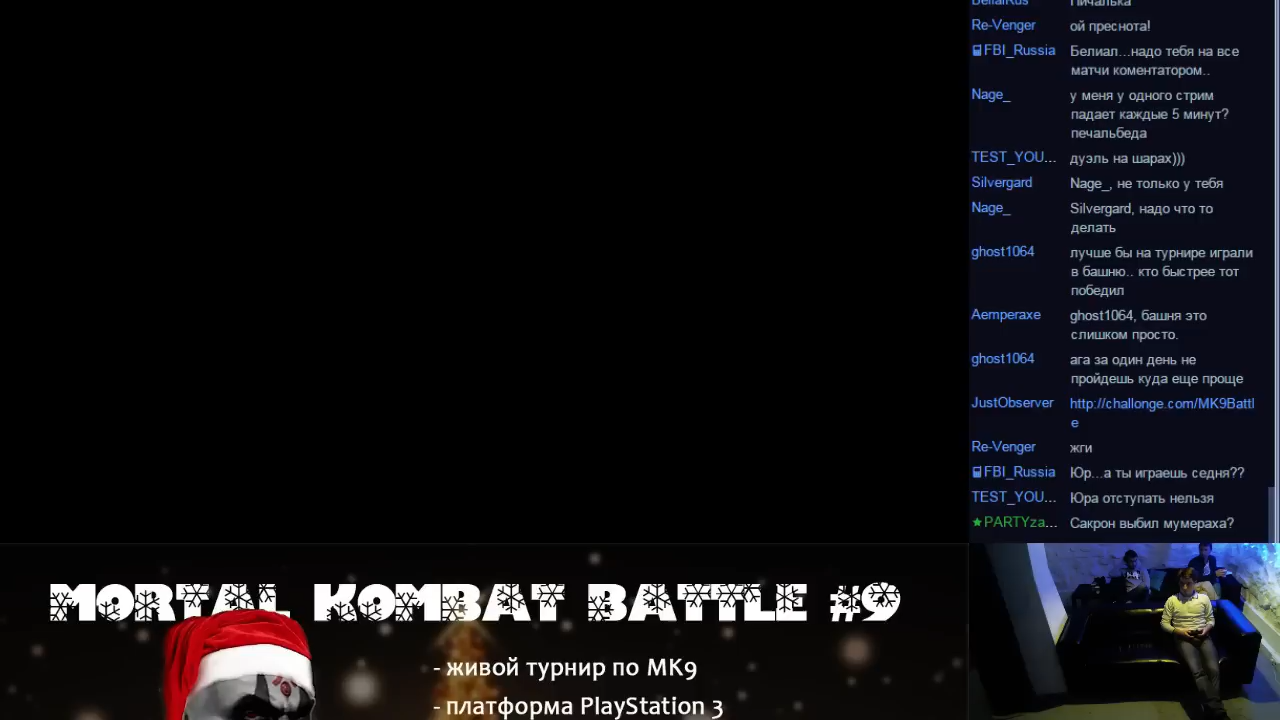 BelialRus Пичалька
Re-Venger ой преснота!
FBI_Russia Белиал...надо тебя на все
матчи коментатором..
Nage_ у меня у одного стрим
падает каждые 5 минут?
печальбеда
TEST_YOU... дуэль на шарах)))
Silvergard Nage_, не только у тебя
Nage_ Silvergard, надо что то
делать
ghost1064 лучше бы на турнире играли
в башню.. кто быстрее тот
победил
Aemperaxe ghost1064, башня это
слишком просто.
ghost1064 ага за один день не
пройдешь куда еще проще
JustObserver http://challonge.com/MK9Battl
e
Re-Venger жги
FBI_Russia Юр...а ты играешь седня??
TEST_YOU... Юра отступать нельзя
PARTYza... Сакрон выбил мумераха?
MORTAL KOMBAT BATTLE #9
- живой турнир по МК9
- платформа PlayStation 3